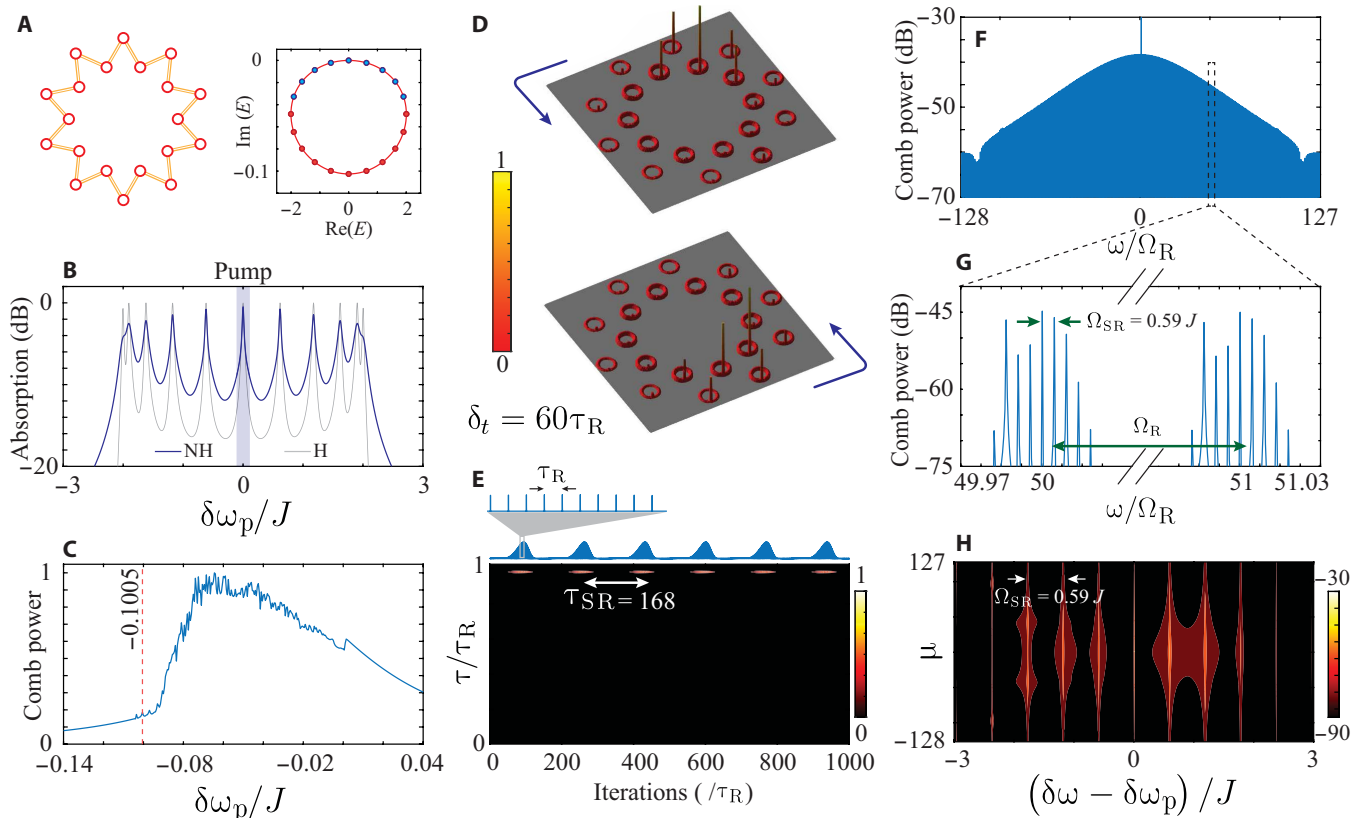 A
0
Im (E)
−0.1
−2
0
2
Re(E)
B
Pump
0
Absorption (dB)
−20
NH
H
−3
0
3
δω_p/J
C
1
−0.1005
Comb power
0
−0.14
−0.08
−0.02
0.04
δω_p/J
D
1
0
δ_t = 60τ_R
E
τ_R
1
τ_SR = 168
τ/τ_R
0
1
0
0
200
400
600
800
1000
Iterations (/τ_R)
F
−30
Comb power (dB)
−50
−70
−128
0
127
ω/Ω_R
G
−45
Ω_SR = 0.59 J
Comb power (dB)
−60
Ω_R
−75
49.97
50
51
51.03
ω/Ω_R
H
127
Ω_SR = 0.59 J
μ
−128
−30
−90
−3
0
3
(δω − δω_p) /J